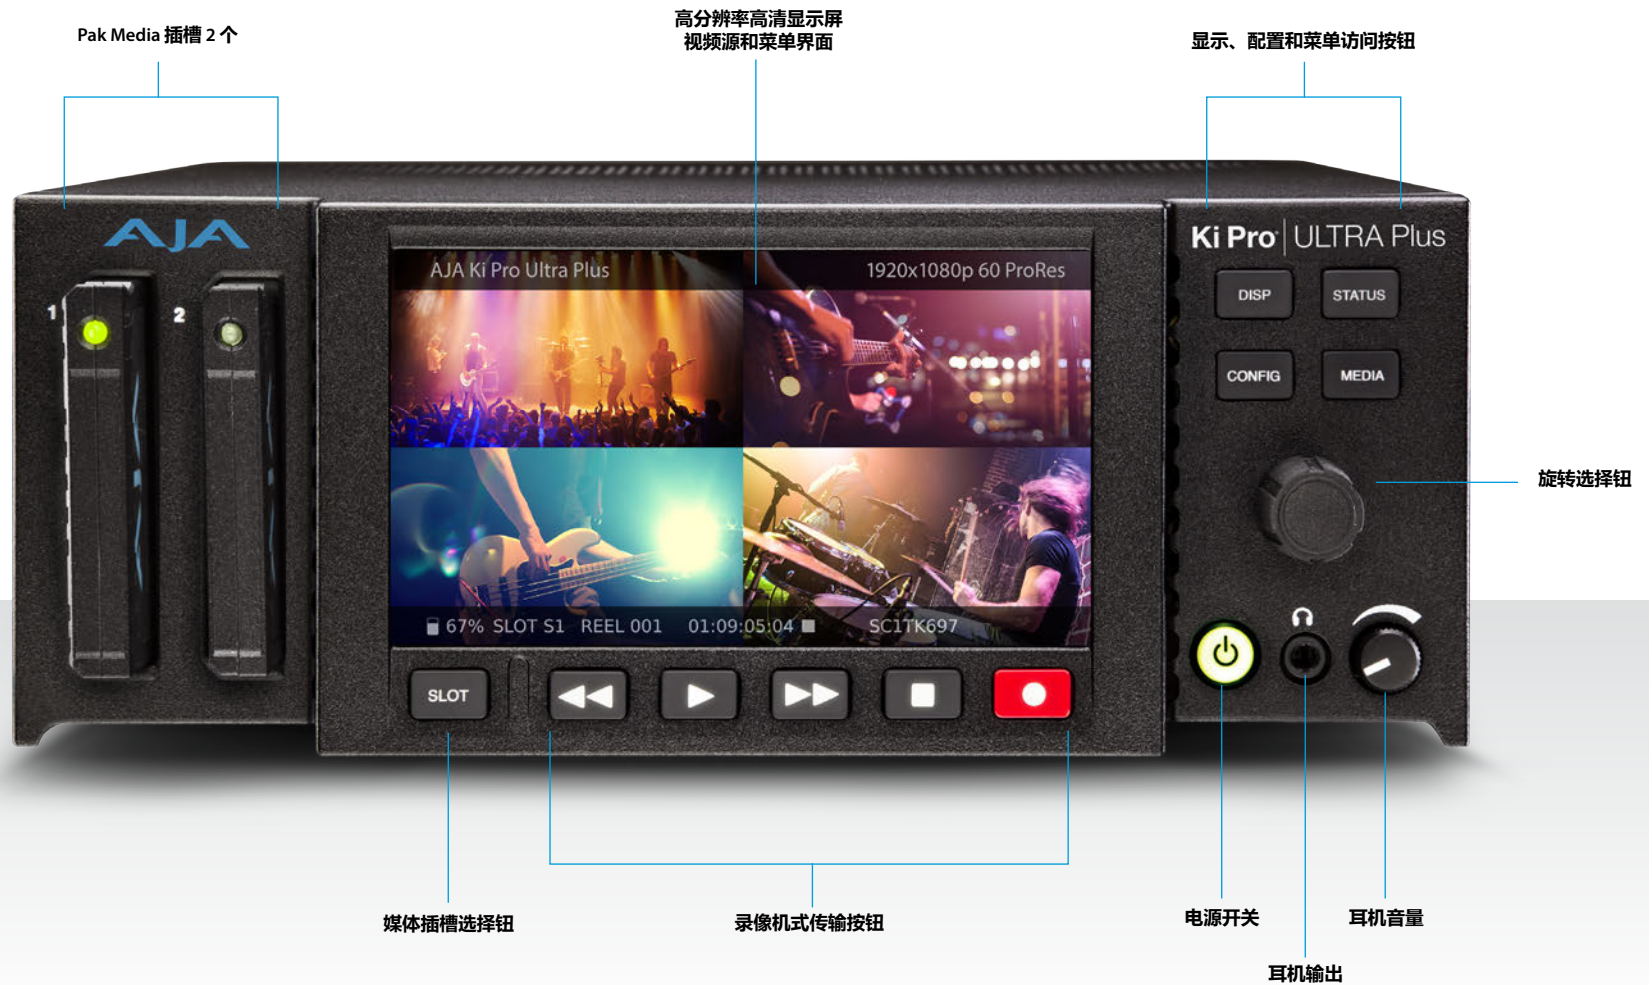 Pak Media 插槽 2 个
高分辨率高清显示屏
视频源和菜单界面
显示、配置和菜单访问按钮
AJA
1
2
AJA Ki Pro Ultra Plus
1920x1080p 60 ProRes
Ki Pro ULTRA Plus
DISP
STATUS
CONFIG
MEDIA
旋转选择钮
67% SLOT S1 REEL 001 01:09:05:04 SC1TK697
SLOT
媒体插槽选择钮
录像机式传输按钮
电源开关
耳机音量
耳机输出